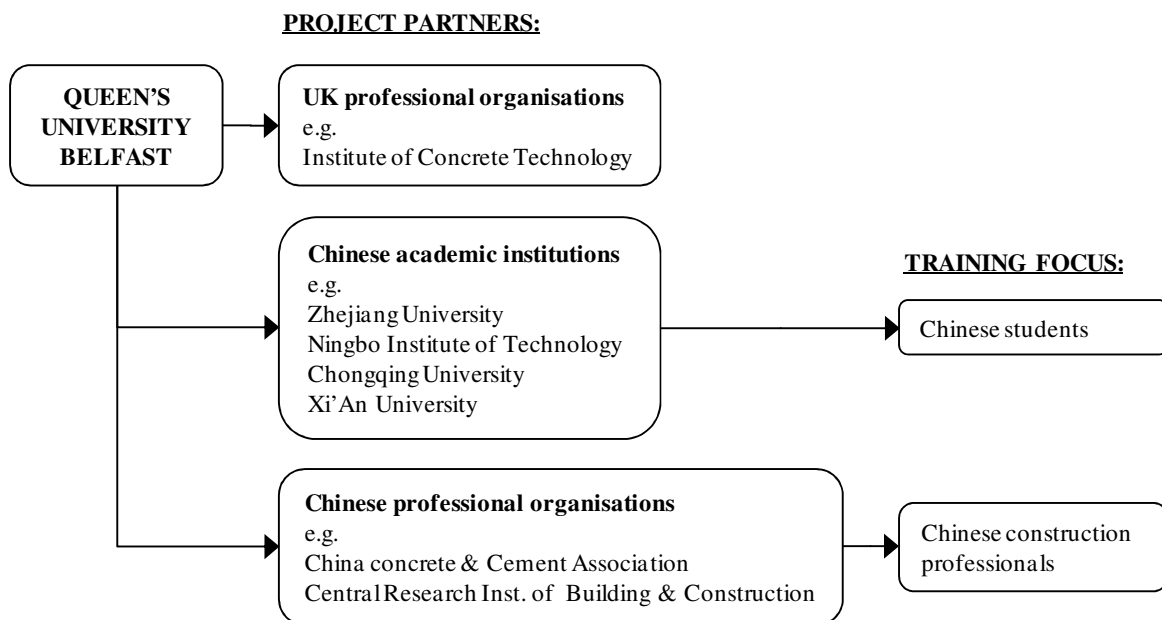 PROJECT PARTNERS:
QUEEN'S
UNIVERSITY
BELFAST
UK professional organisations
e.g.
Institute of Concrete Technology
Chinese academic institutions
e.g.
Zhejiang University
Ningbo Institute of Technology
Chongqing University
Xi'An University
TRAINING FOCUS:
Chinese students
Chinese professional organisations
e.g.
China concrete & Cement Association
Central Research Inst. of Building & Construction
Chinese construction
professionals